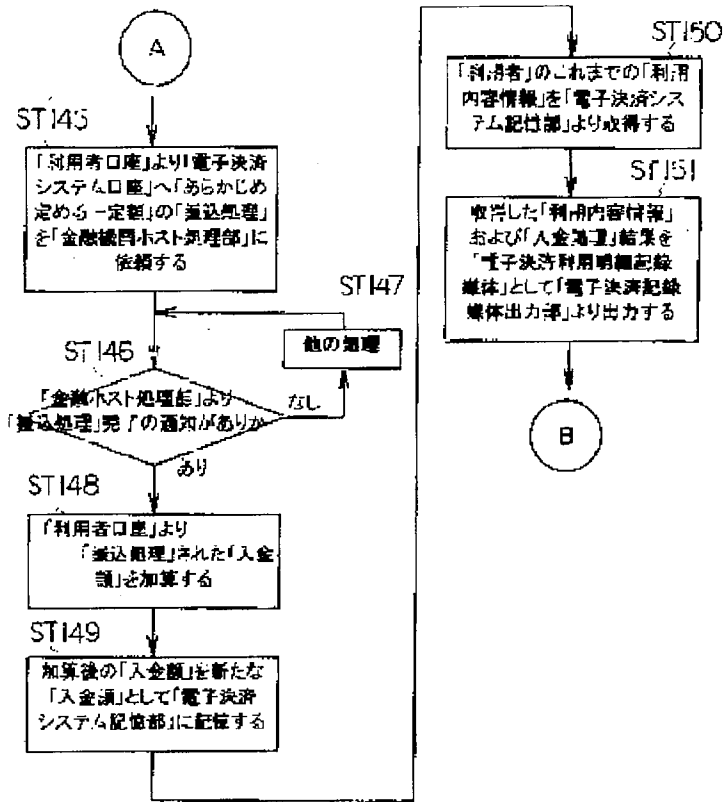 A
ST145
「利用者口座」より「電子決済
システム口座」へ「あらかじめ
定める一定額」の「振込処理」
を「金融機関ホスト処理部」に
依頼する
ST147
他の処理
ST146
「金融ホスト処理部」より
「振込処理」完了の通知がありか
なし
あり
ST148
「利用者口座」より
「振込処理」された「入金
額」を加算する
ST149
加算後の「入金額」を新たな
「入金額」として「電子決済
システム記憶部」に記憶する
ST150
「利用者」のこれまでの「利用
内容情報」を「電子決済シス
テム記憶部」より取得する
ST151
取得した「利用内容情報」
および「入金処理」結果を
「電子決済利用明細記録
媒体」として「電子決済記録
媒体出力部」より出力する
B